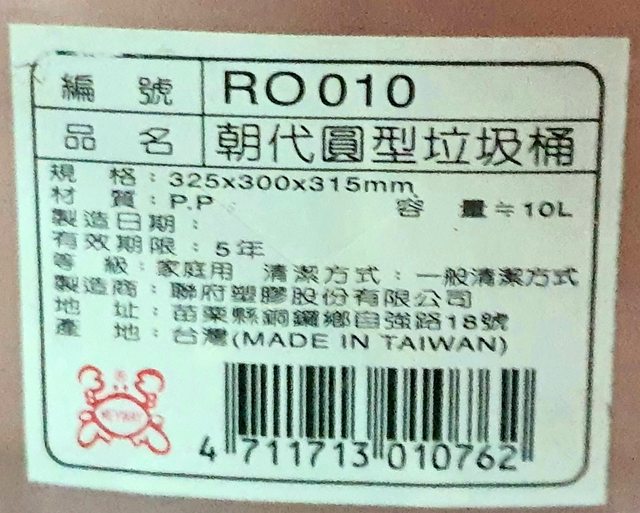 編號 RO010
品名 朝代圓型垃圾桶
規格：325x300x315mm
材質：P.P 容量≒10L
製造日期：
有效期限：5年
等級：家庭用 清潔方式：一般清潔方式
製造商：聯府塑膠股份有限公司
地址：苗栗縣銅鑼鄉自強路18號
產地：台灣(MADE IN TAIWAN)
KEYWAY
4 711713 010762